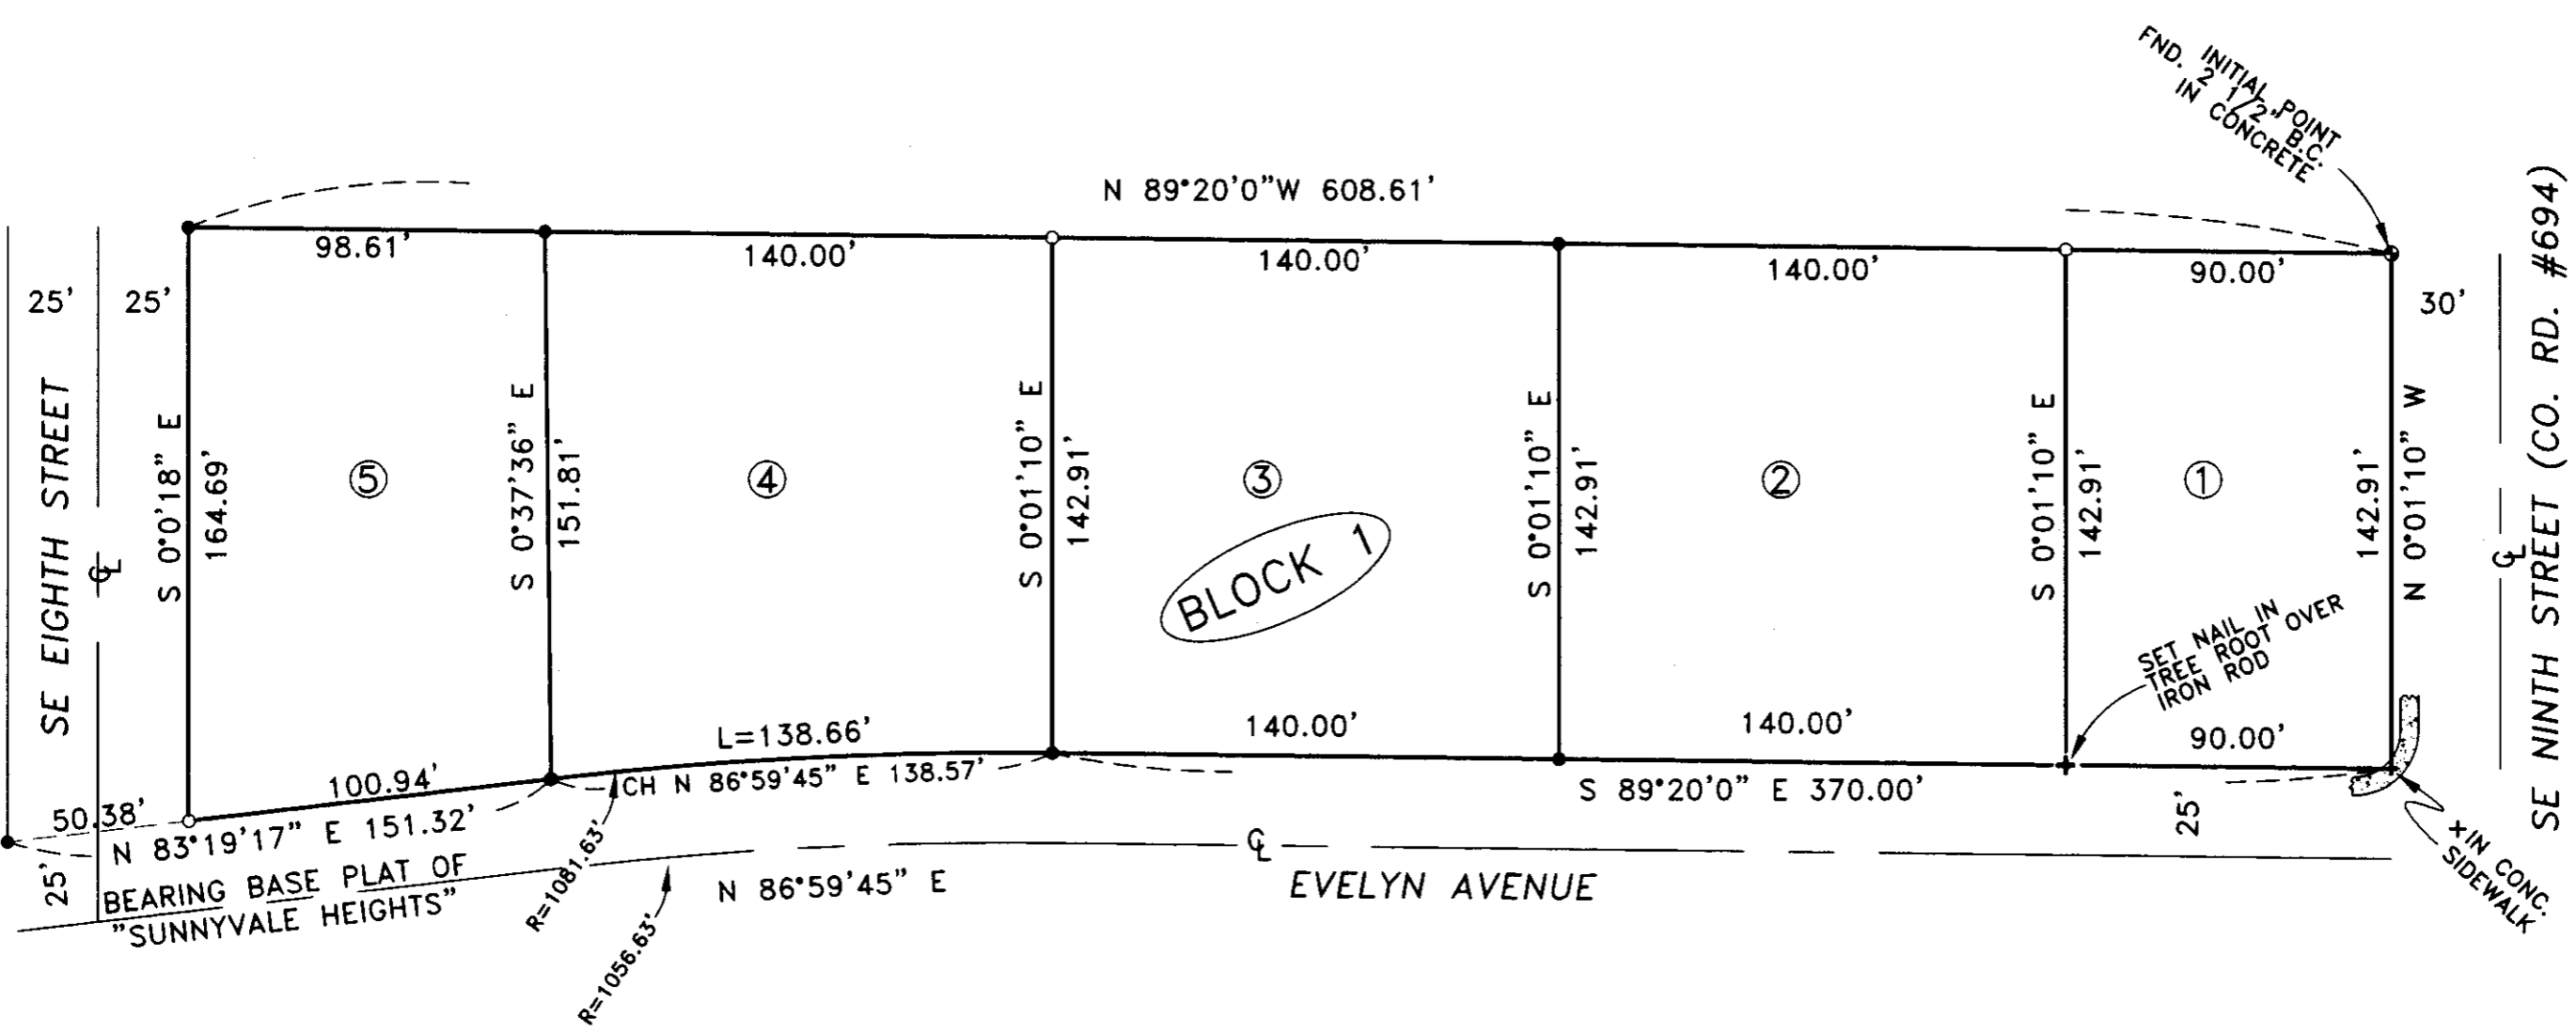 INITIAL POINT
FND. 2 1/2" B.C.
IN CONCRETE
N 89°20'0"W 608.61'
98.61'
140.00'
140.00'
140.00'
90.00'
25'
25'
30'
SE EIGHTH STREET
℄
S 0°0'18" E
164.69'
⑤
S 0°37'36" E
151.81'
④
S 0°01'10" E
142.91'
③
BLOCK 1
S 0°01'10" E
142.91'
②
S 0°01'10" E
142.91'
①
142.91'
N 0°01'10" W
℄
SE NINTH STREET (CO. RD. #694)
SET NAIL IN
TREE ROOT OVER
IRON ROD
L=138.66'
140.00'
140.00'
90.00'
100.94'
CH N 86°59'45" E 138.57'
S 89°20'0" E 370.00'
50.38'
N 83°19'17" E 151.32'
25'
25'
BEARING BASE PLAT OF
"SUNNYVALE HEIGHTS"
R=1081.63'
R=1056.63'
N 86°59'45" E
℄
EVELYN AVENUE
+IN CONC.
SIDEWALK